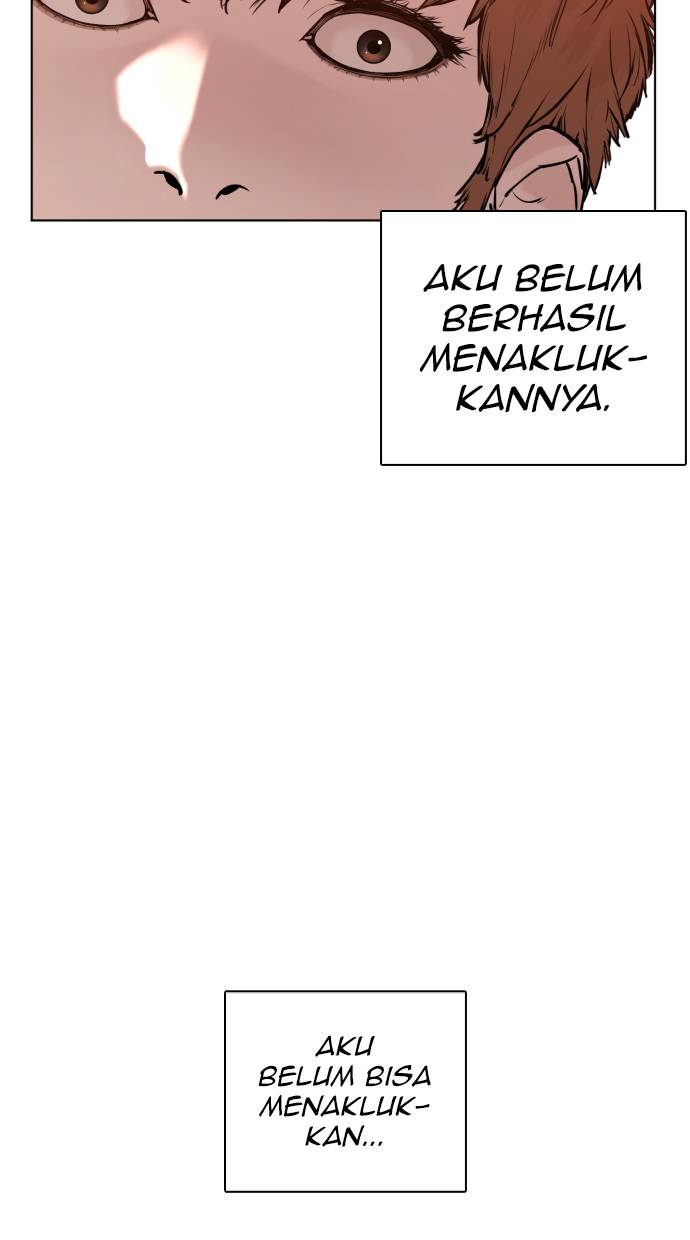 AKU BELUM
BERHASIL
MENAKLUK-
KANNYA.
AKU
BELUM BISA
MENAKLUK-
KAN...